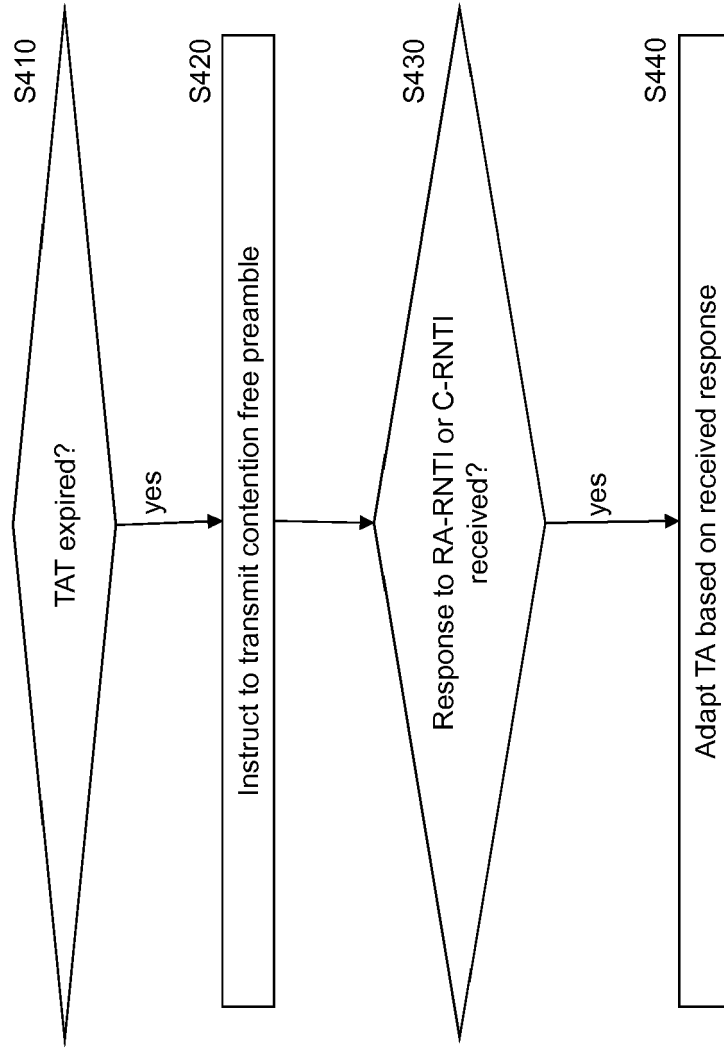 S410
TAT expired?
yes
S420
Instruct to transmit contention free preamble
S430
Response to RA-RNTI or C-RNTI
received?
yes
S440
Adapt TA based on received response